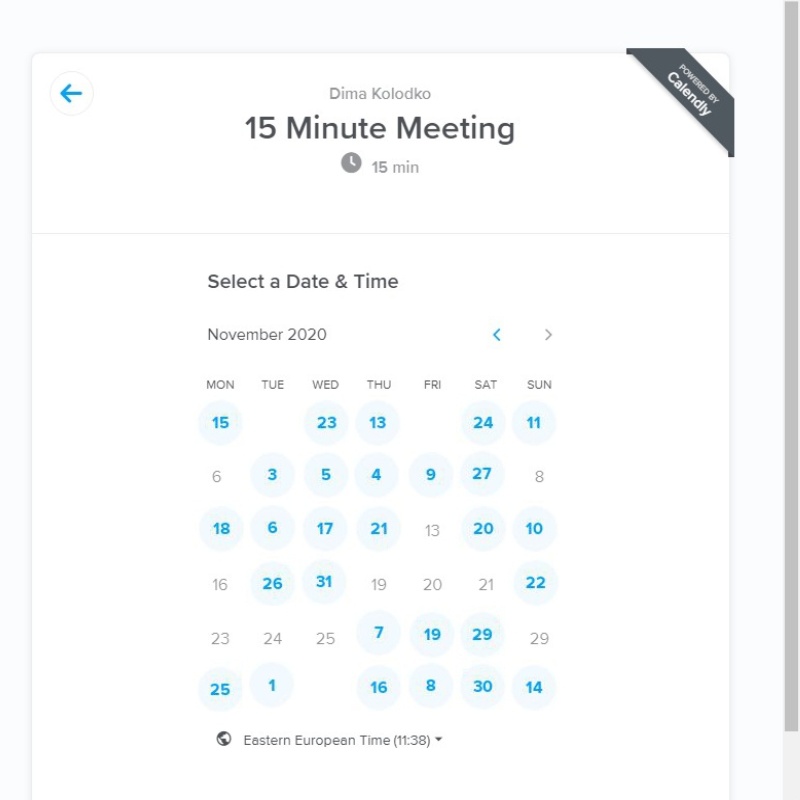 POWERED BY
Calendly
Dima Kolodko
15 Minute Meeting
15 min
Select a Date & Time
November 2020
MON TUE WED THU FRI SAT SUN
15 23 13 24 11
6 3 5 4 9 27 8
18 6 17 21 13 20 10
16 26 31 19 20 21 22
23 24 25 7 19 29 29
25 1 16 8 30 14
Eastern European Time (11:38)